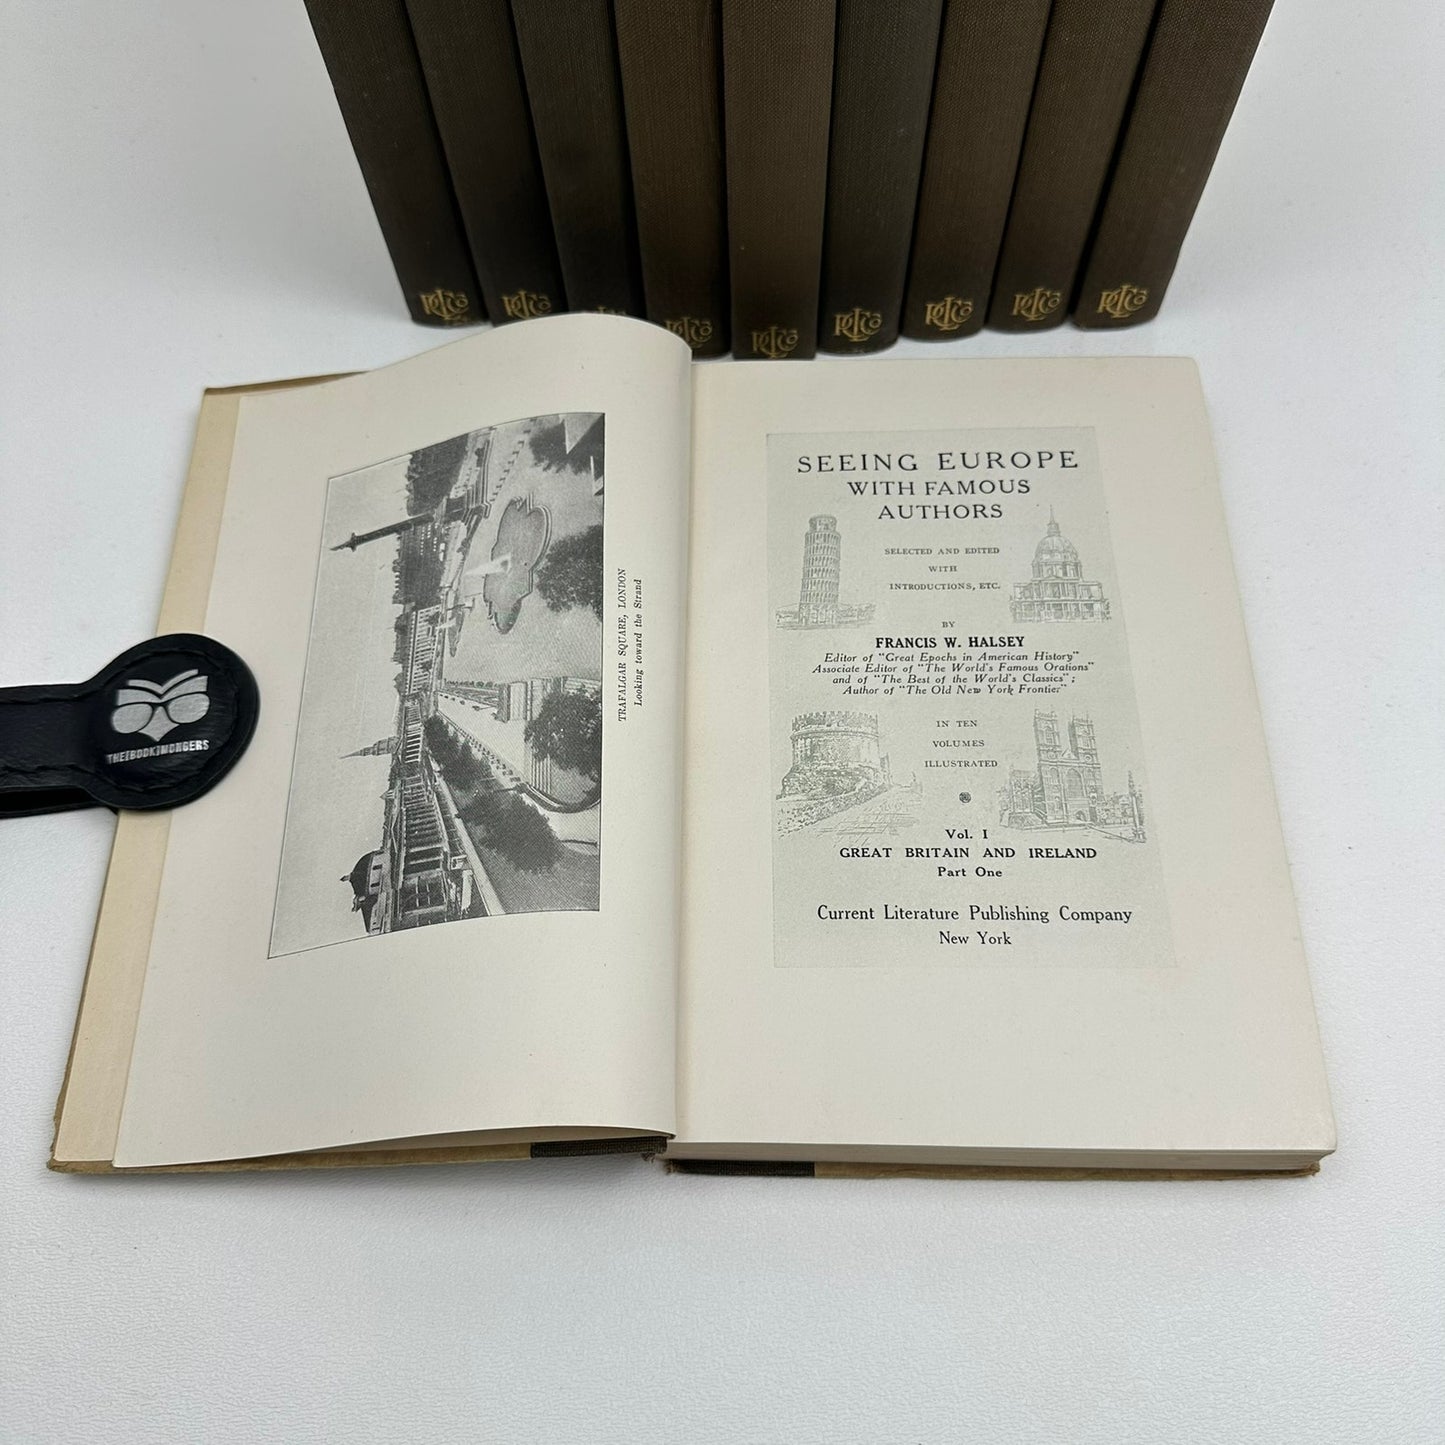 TRAFALGAR SQUARE, LONDON
Looking toward the Strand
THE[BOOK]MONGERS
SEEING EUROPE
WITH FAMOUS
AUTHORS
SELECTED AND EDITED
WITH
INTRODUCTIONS, ETC.
BY
FRANCIS W. HALSEY
Editor of "Great Epochs in American History"
Associate Editor of "The World's Famous Orations"
and of "The Best of the World's Classics";
Author of "The Old New York Frontier"
IN TEN
VOLUMES
ILLUSTRATED
Vol. I
GREAT BRITAIN AND IRELAND
Part One
Current Literature Publishing Company
New York